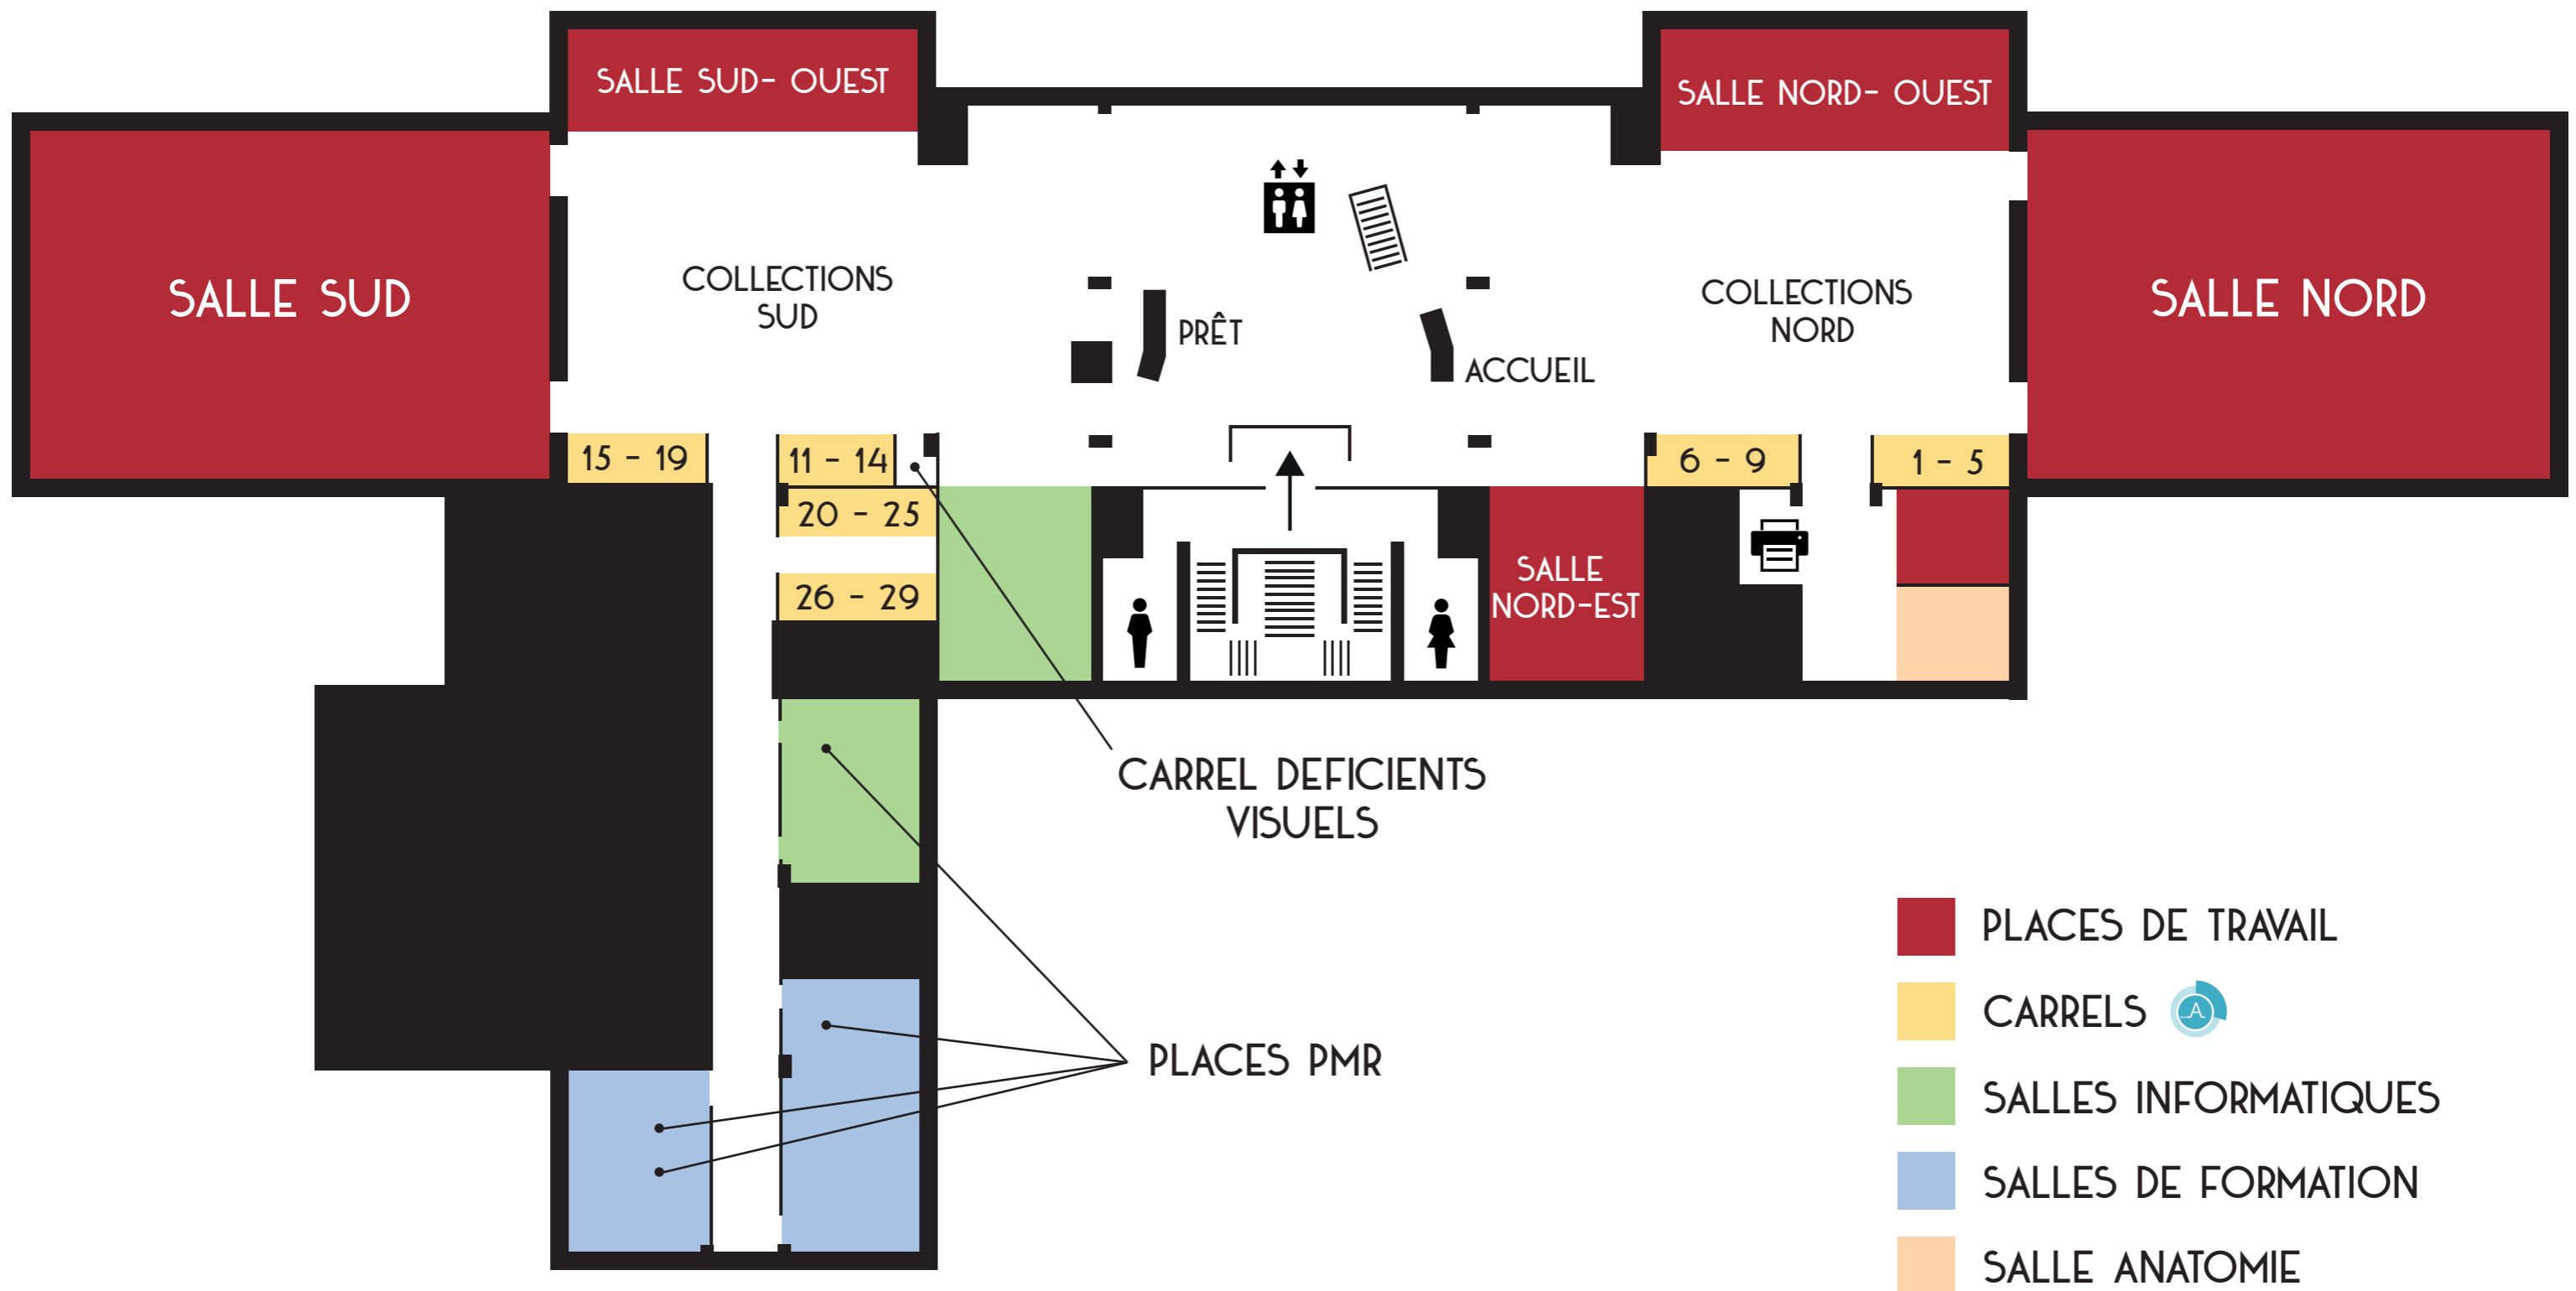 SALLE SUD- OUEST
SALLE NORD- OUEST
SALLE SUD
COLLECTIONS
SUD
PRÊT
ACCUEIL
COLLECTIONS
NORD
SALLE NORD
15 - 19
11 - 14
20 - 25
26 - 29
6 - 9
1 - 5
SALLE
NORD-EST
CARREL DEFICIENTS
VISUELS
PLACES PMR
PLACES DE TRAVAIL
CARRELS
A
SALLES INFORMATIQUES
SALLES DE FORMATION
SALLE ANATOMIE